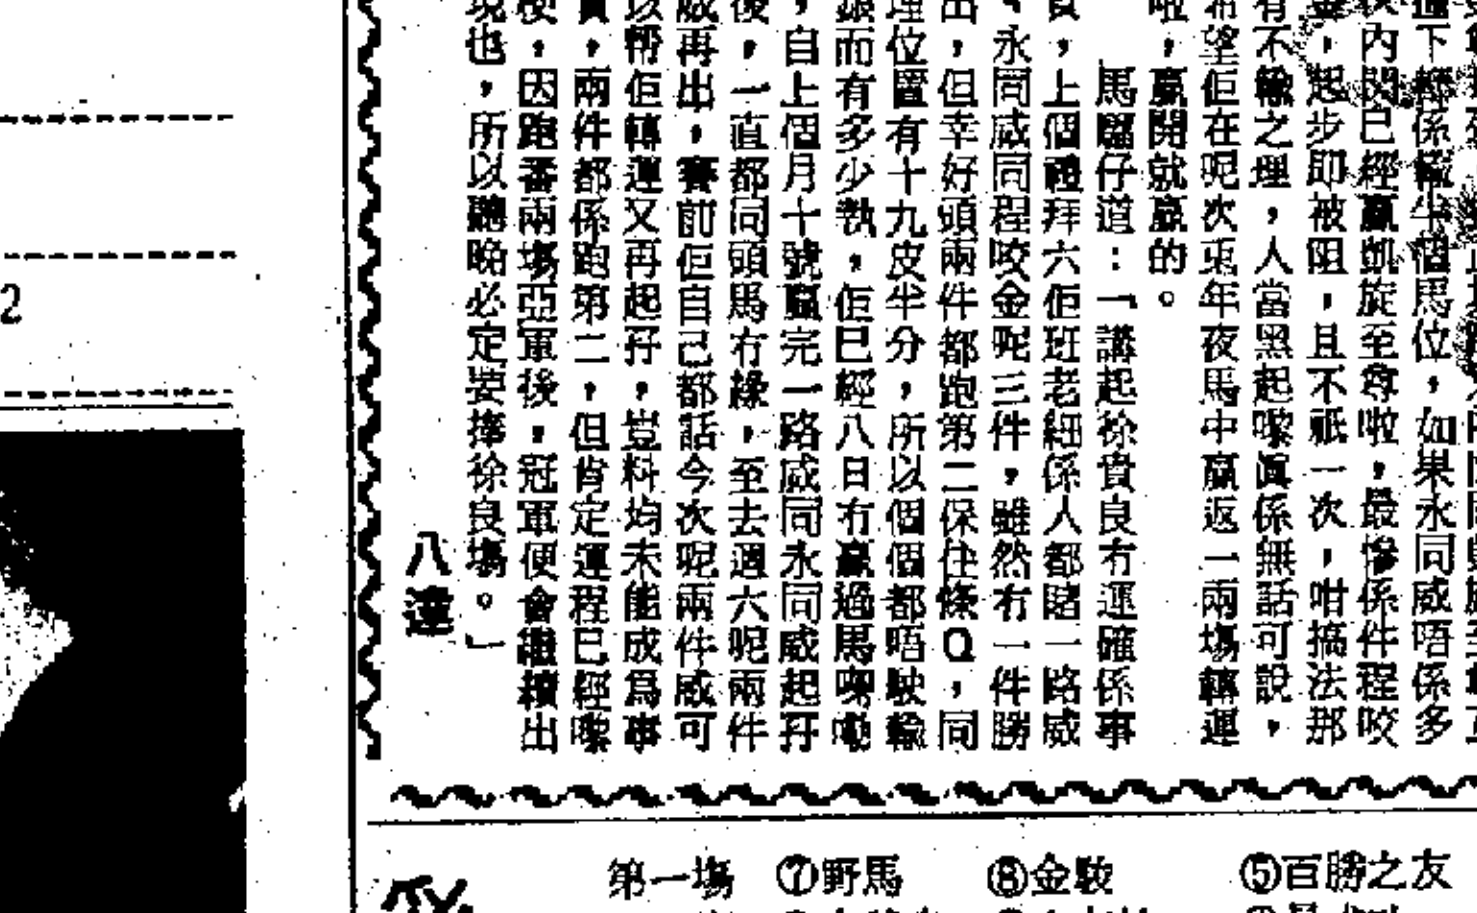 下
係
個馬位，如果永同威唔係多
內閃已經贏凱旋至尊啦，最慘係件程咬
，起步即被阻，且不祇一次，咁搞法那
有不輸之理，人當黑起嚟眞係無話可說，
希望佢在呢次更年夜馬中贏返一兩場轉運
啦，贏開就贏的。
馬騮仔道：「講起徐貴良冇運確係事
，上個禮拜六佢班老細係人都賭一路威
、永同威同程咬金呢三件，雖然冇一件勝
出，但幸好頭兩件都跑第二保住條Q，同
埋位置有十九皮半分，所以個個都唔駛輸
銀而有多少執，佢已經八日冇贏過馬㗎嘞
，自上個月十號贏完一路威同永同威起孖
後，一直都同頭馬冇緣，至去週六呢兩件
威再出，賽前佢自己都話今次呢兩件威可
以幫佢轉運又再起孖，豈料均未能成爲事
實，兩件都係跑第二，但肯定運程已經嚟
，因跑番兩場亞軍後，冠軍便會繼續出
現也，所以聽晚必定要捧徐良場。」
八達
2
第一場 ⑦野馬 ⑧金駿 ⑤百勝之友